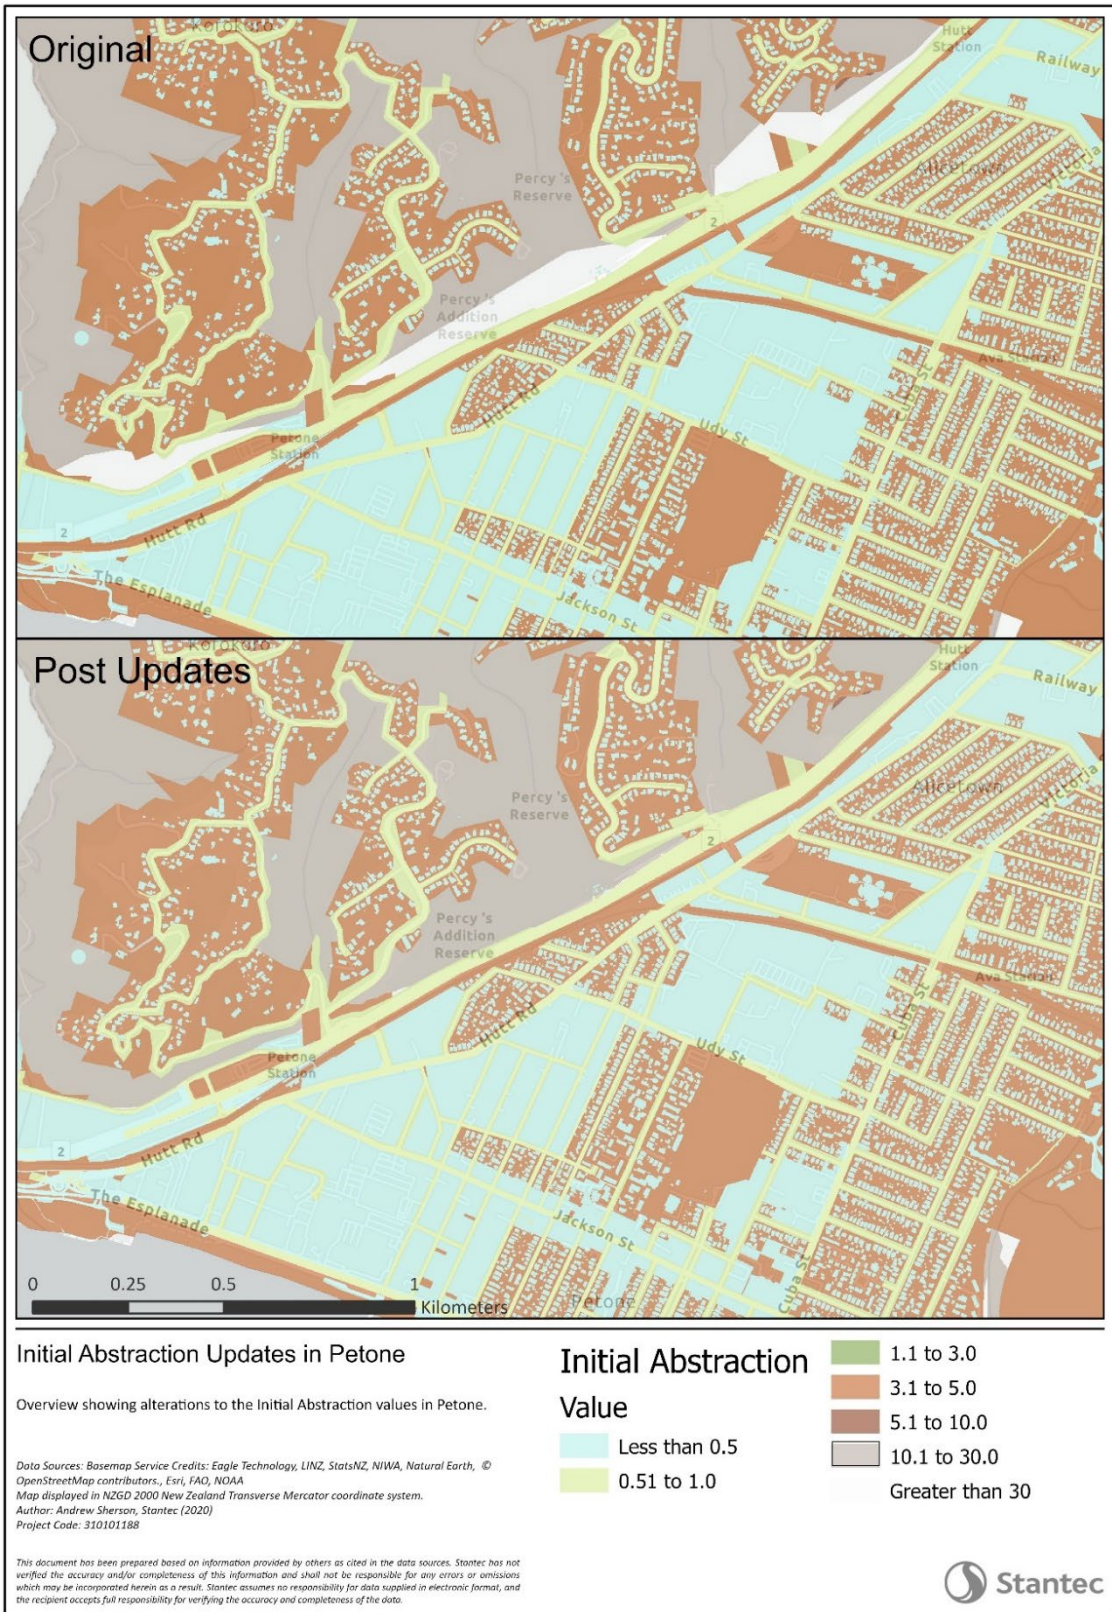 Original
Korokoro
Hutt
Station
Railway
Alicetown
Victoria
Percy's
Reserve
2
Percy's
Addition
Reserve
Ava Station
Cuba St
Hutt Rd
Udy St
Petone
Station
2
Hutt Rd
The Esplanade
Jackson St
Post Updates
Korokoro
Hutt
Station
Railway
Alicetown
Victoria
Percy's
Reserve
2
Percy's
Addition
Reserve
Ava Station
Cuba St
Hutt Rd
Udy St
Petone
Station
2
Hutt Rd
The Esplanade
Jackson St
Cuba St
Petone
0 0.25 0.5 1
Kilometers
Initial Abstraction Updates in Petone
Overview showing alterations to the Initial Abstraction values in Petone.
Data Sources: Basemap Service Credits: Eagle Technology, LINZ, StatsNZ, NIWA, Natural Earth, ©
OpenStreetMap contributors., Esri, FAO, NOAA
Map displayed in NZGD 2000 New Zealand Transverse Mercator coordinate system.
Author: Andrew Sherson, Stantec (2020)
Project Code: 310101188
This document has been prepared based on information provided by others as cited in the data sources. Stantec has not
verified the accuracy and/or completeness of this information and shall not be responsible for any errors or omissions
which may be incorporated herein as a result. Stantec assumes no responsibility for data supplied in electronic format, and
the recipient accepts full responsibility for verifying the accuracy and completeness of the data.
Initial Abstraction
Value
Less than 0.5
0.51 to 1.0
1.1 to 3.0
3.1 to 5.0
5.1 to 10.0
10.1 to 30.0
Greater than 30
Stantec